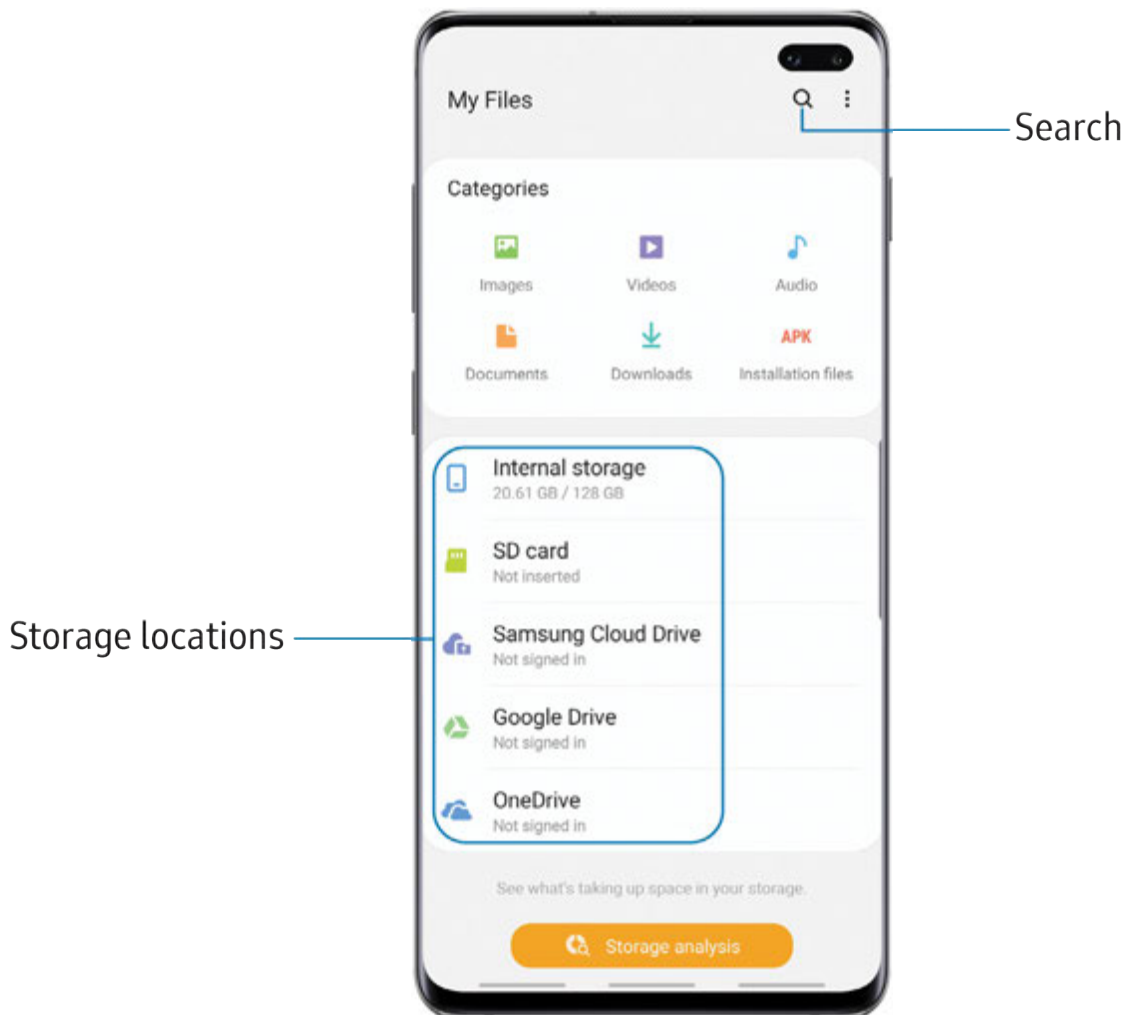 My Files
Search
Categories
Images Videos Audio
APK
Documents Downloads Installation files
Internal storage
20.61 GB / 128 GB
SD card
Not inserted
Storage locations
Samsung Cloud Drive
Not signed in
Google Drive
Not signed in
OneDrive
Not signed in
See what's taking up space in your storage.
Storage analysis